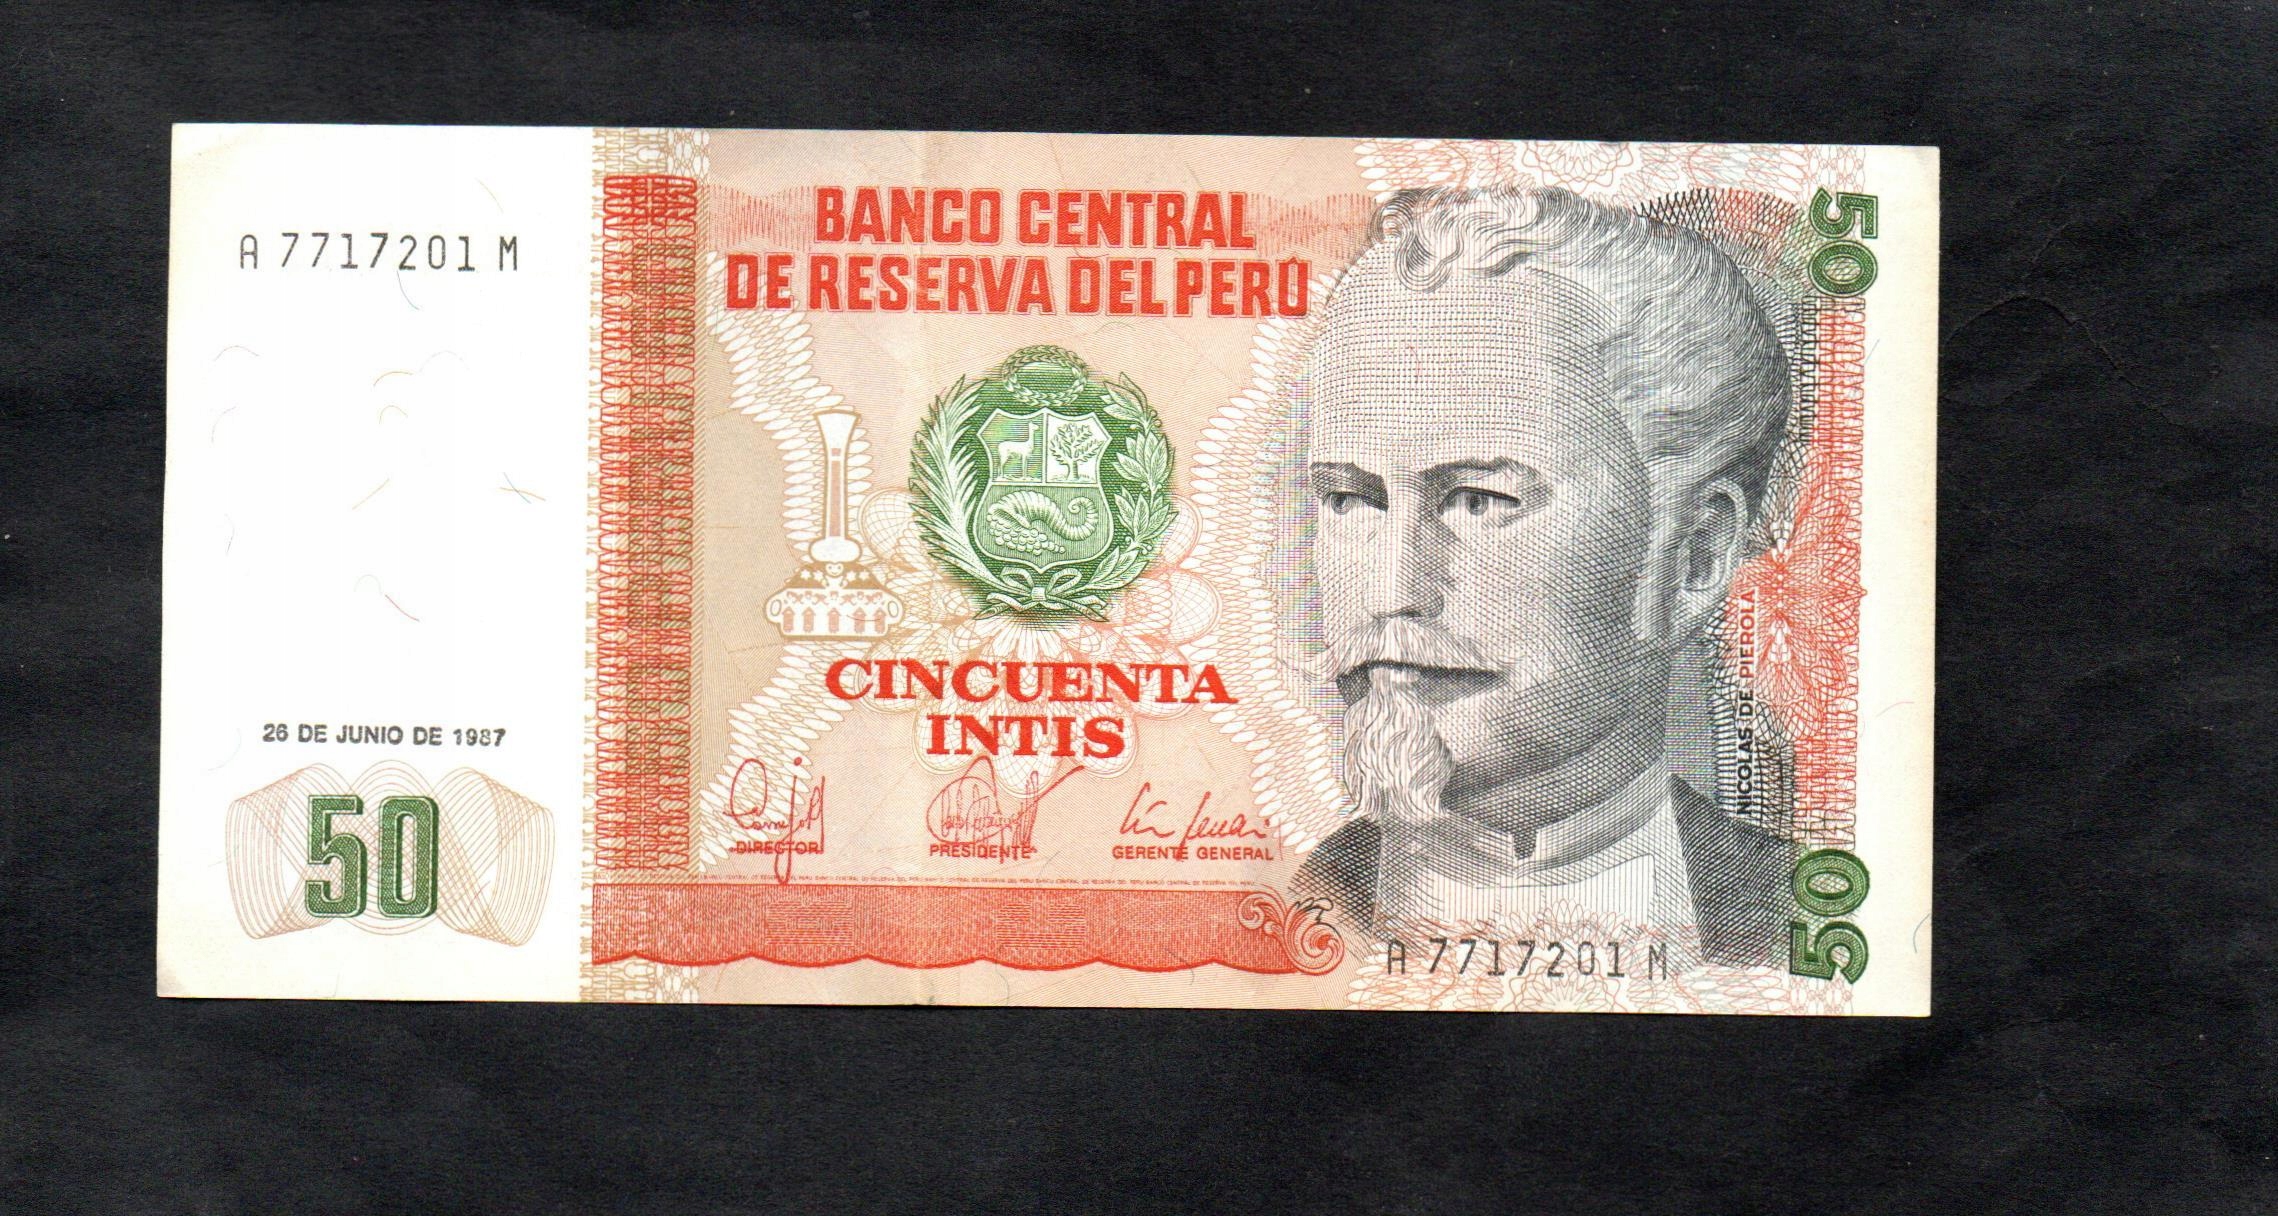 A 7717201 M
BANCO CENTRAL
DE RESERVA DEL PERÚ
50
CINCUENTA
INTIS
NICOLAS DE PIEROLA
26 DE JUNIO DE 1987
50
DIRECTOR
PRESIDENTE
GERENTE GENERAL
50
A 7717201 M